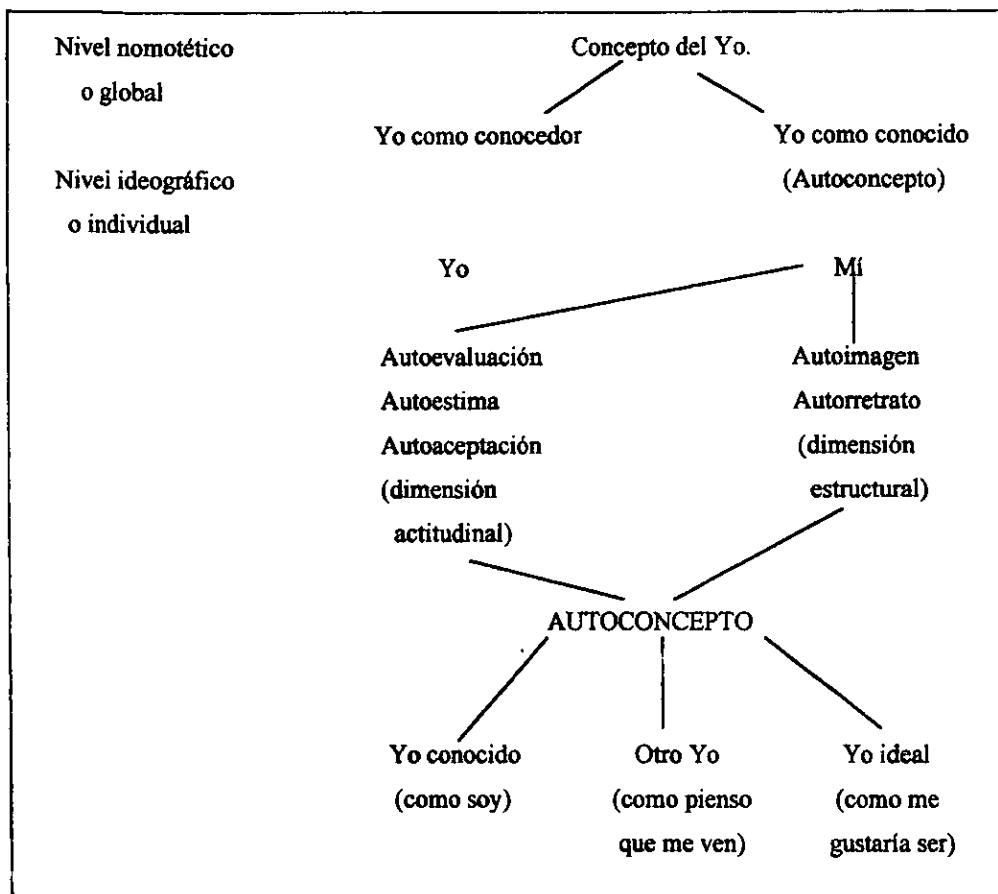 Nivel nomotético
Concepto del Yo.
o global
Yo como conocedor
Yo como conocido
Nivei ideográfico
(Autoconcepto)
o individual
Yo
Mí
Autoevaluación
Autoimagen
Autoestima
Autorretrato
Autoaceptación
(dimensión
(dimensión
estructural)
actitudinal)
AUTOCONCEPTO
Yo conocido
Otro Yo
Yo ideal
(como soy)
(como pienso
(como me
que me ven)
gustaría ser)